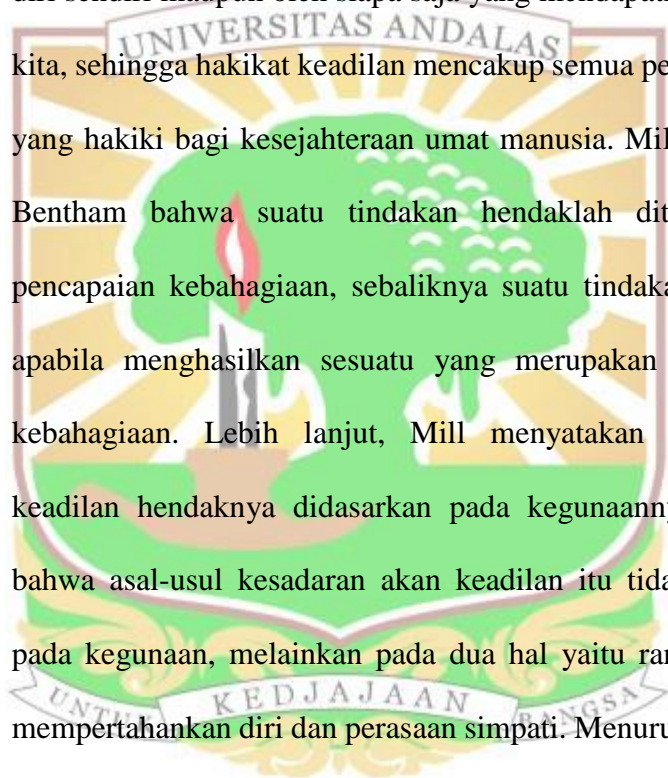 diri sendiri maupun oleh siapa saja yang mendapat
UNIVERSITAS ANDALAS
kita, sehingga hakikat keadilan mencakup semua pe
yang hakiki bagi kesejahteraan umat manusia. Mil
Bentham bahwa suatu tindakan hendaklah dit
pencapaian kebahagiaan, sebaliknya suatu tindaka
apabila menghasilkan sesuatu yang merupakan
kebahagiaan. Lebih lanjut, Mill menyatakan
keadilan hendaknya didasarkan pada kegunaann
bahwa asal-usul kesadaran akan keadilan itu tida
pada kegunaan, melainkan pada dua hal yaitu ran
UNTUK KEDJAJAAN BANGSA
mempertahankan diri dan perasaan simpati. Menuru